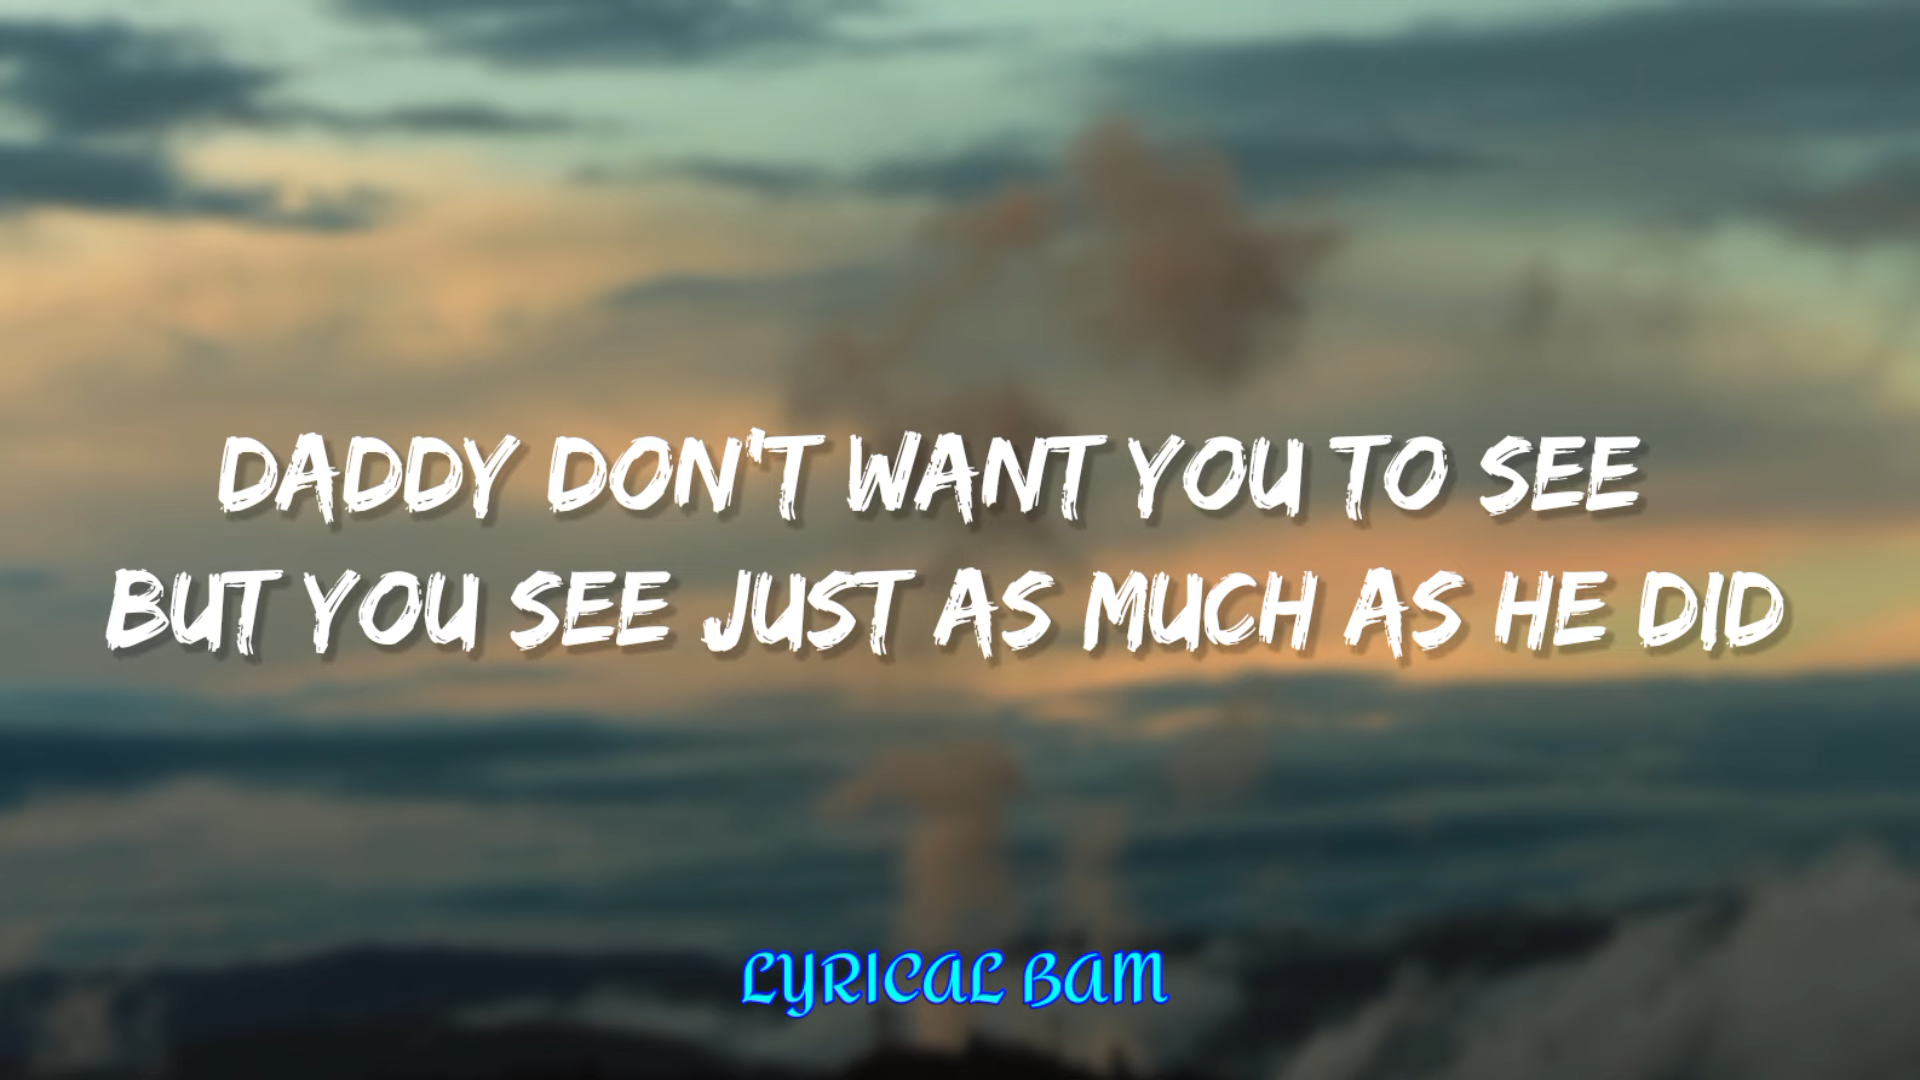 DADDY DON'T WANT YOU TO SEE
BUT YOU SEE JUST AS MUCH AS HE DID
LYRICAL BAM